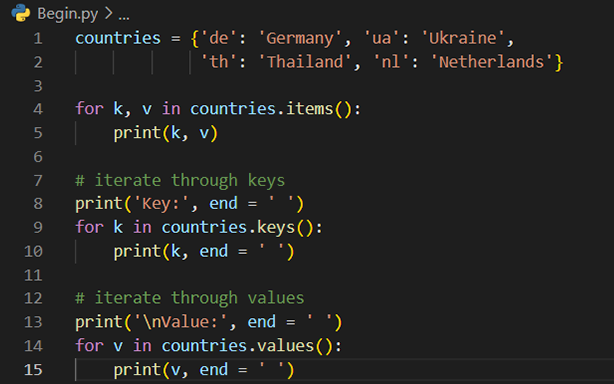 Begin.py > ...
1 countries = {'de': 'Germany', 'ua': 'Ukraine',
2              'th': 'Thailand', 'nl': 'Netherlands'}
3
4 for k, v in countries.items():
5     print(k, v)
6
7 # iterate through keys
8 print('Key:', end = ' ')
9 for k in countries.keys():
10     print(k, end = ' ')
11
12 # iterate through values
13 print('\nValue:', end = ' ')
14 for v in countries.values():
15     print(v, end = ' ')